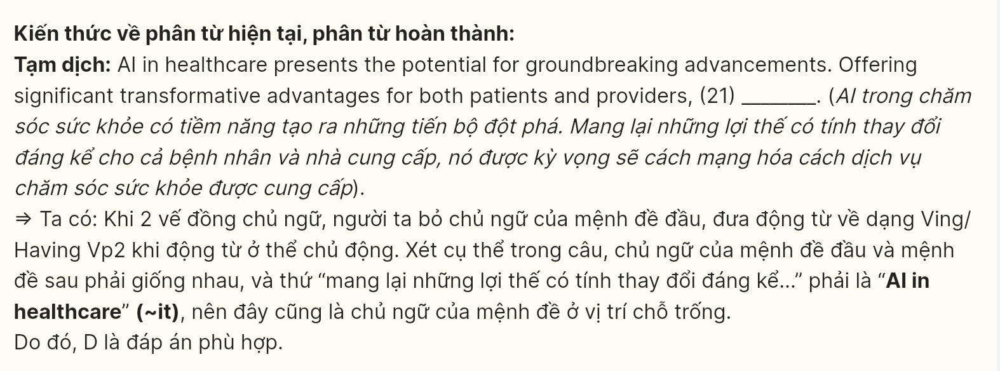 Kiến thức về phân từ hiện tại, phân từ hoàn thành:
Tạm dịch: AI in healthcare presents the potential for groundbreaking advancements. Offering
significant transformative advantages for both patients and providers, (21) ________. (AI trong chăm
sóc sức khỏe có tiềm năng tạo ra những tiến bộ đột phá. Mang lại những lợi thế có tính thay đổi
đáng kể cho cả bệnh nhân và nhà cung cấp, nó được kỳ vọng sẽ cách mạng hóa cách dịch vụ
chăm sóc sức khỏe được cung cấp).
⇒ Ta có: Khi 2 vế đồng chủ ngữ, người ta bỏ chủ ngữ của mệnh đề đầu, đưa động từ về dạng Ving/
Having Vp2 khi động từ ở thể chủ động. Xét cụ thể trong câu, chủ ngữ của mệnh đề đầu và mệnh
đề sau phải giống nhau, và thứ “mang lại những lợi thế có tính thay đổi đáng kể...” phải là “AI in
healthcare” (~it), nên đây cũng là chủ ngữ của mệnh đề ở vị trí chỗ trống.
Do đó, D là đáp án phù hợp.